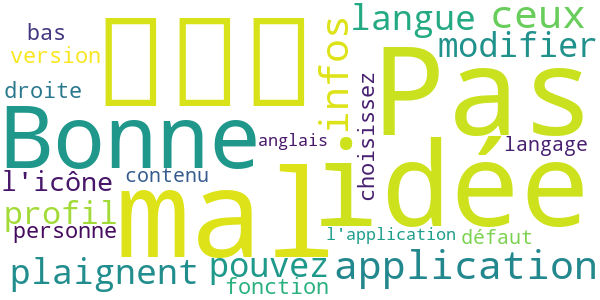 bas
version
droite
langue
ceux
modifier
infos
Pas
Bonne
choisissez
anglais
langage
idée
l'icône
contenu
mal
profil
personne
l'application
défaut
plaignent
pouvez
application
fonction